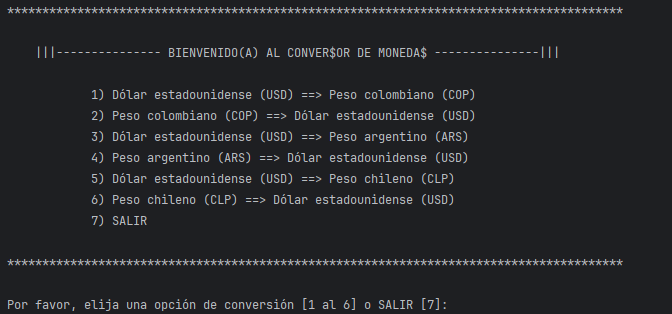 ****************************************************************************************
|||--------------- BIENVENIDO(A) AL CONVER$OR DE MONEDA$ ---------------|||
1) Dólar estadounidense (USD) ==> Peso colombiano (COP)
2) Peso colombiano (COP) ==> Dólar estadounidense (USD)
3) Dólar estadounidense (USD) ==> Peso argentino (ARS)
4) Peso argentino (ARS) ==> Dólar estadounidense (USD)
5) Dólar estadounidense (USD) ==> Peso chileno (CLP)
6) Peso chileno (CLP) ==> Dólar estadounidense (USD)
7) SALIR
****************************************************************************************
Por favor, elija una opción de conversión [1 al 6] o SALIR [7]: